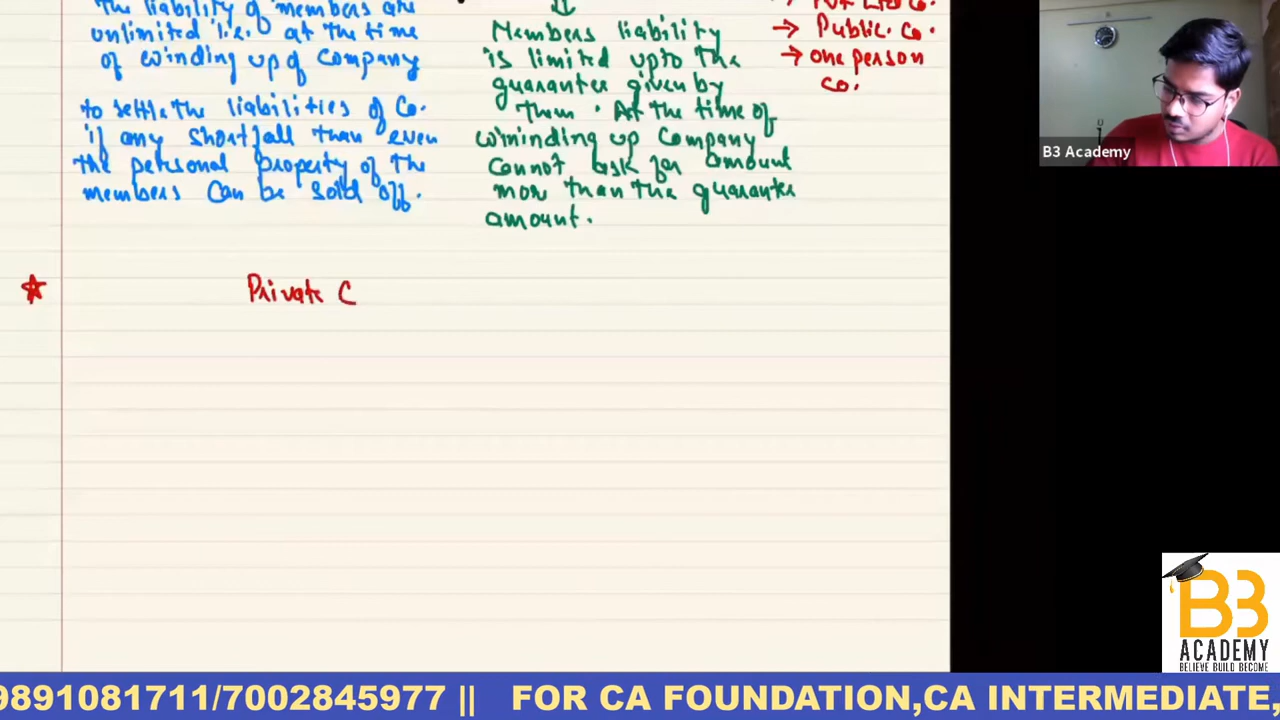 The liability of members are
unlimited i.e. at the time
of winding up of Company
to settle the liabilities of Co.
if any shortfall than even
the personal property of the
members can be sold off.
Members liability
is limited upto the
guarantee given by
them. At the time of
winding up Company
cannot ask for amount
more than the guarantee
amount.
→ Pvt Ltd Co.
→ Public. Co.
→ one person
co.
☆ Private C
B3 Academy
B3
ACADEMY
BELIEVE BUILD BECOME
9891081711/7002845977 || FOR CA FOUNDATION,CA INTERMEDIATE,